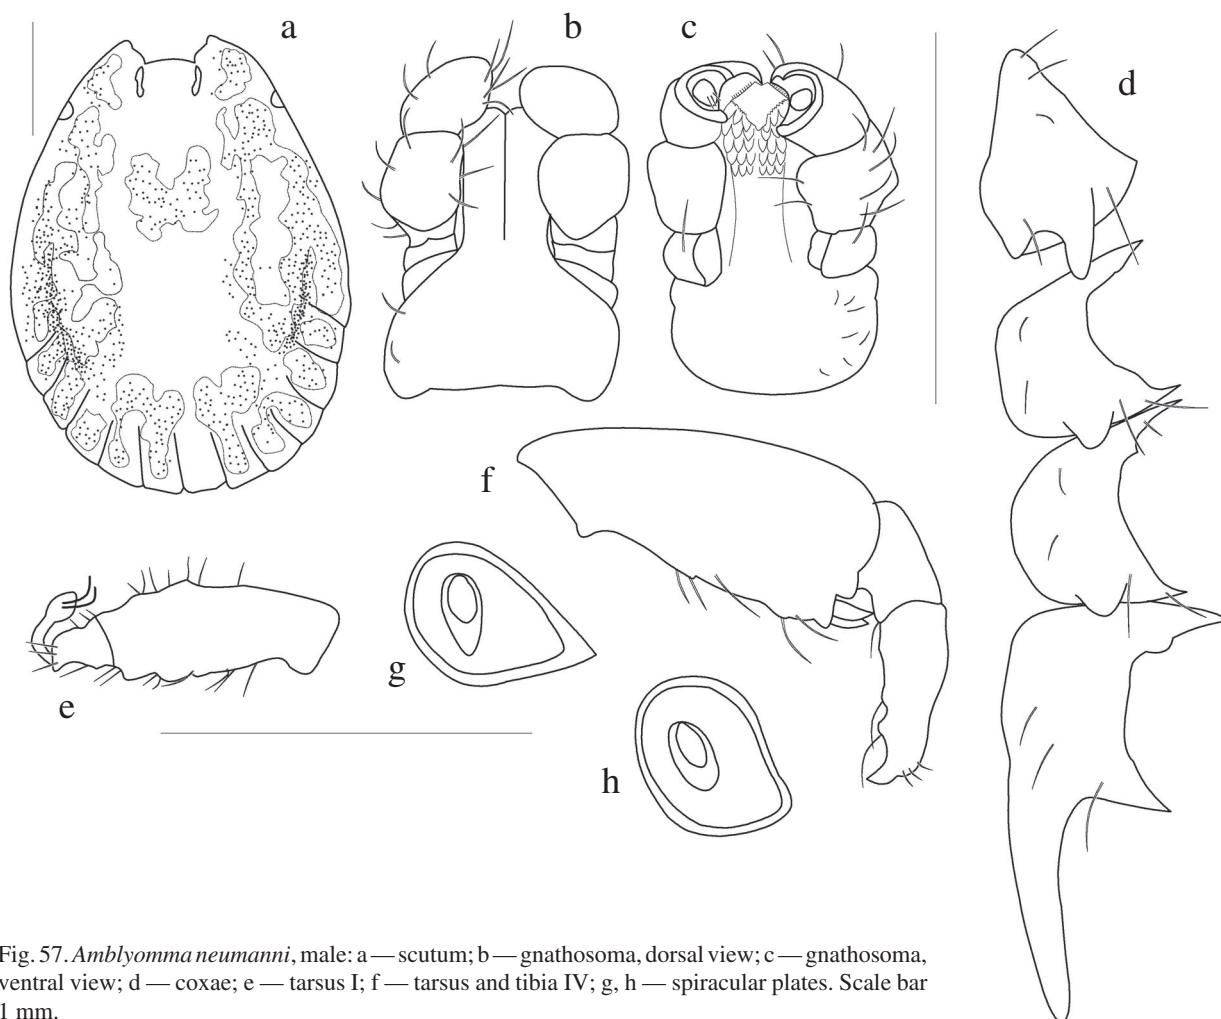 a
b
c
d
e
f
g
h
Fig. 57. Amblyomma neumanni, male: a — scutum; b — gnathosoma, dorsal view; c — gnathosoma,
ventral view; d — coxae; e — tarsus I; f — tarsus and tibia IV; g, h — spiracular plates. Scale bar
1 mm.